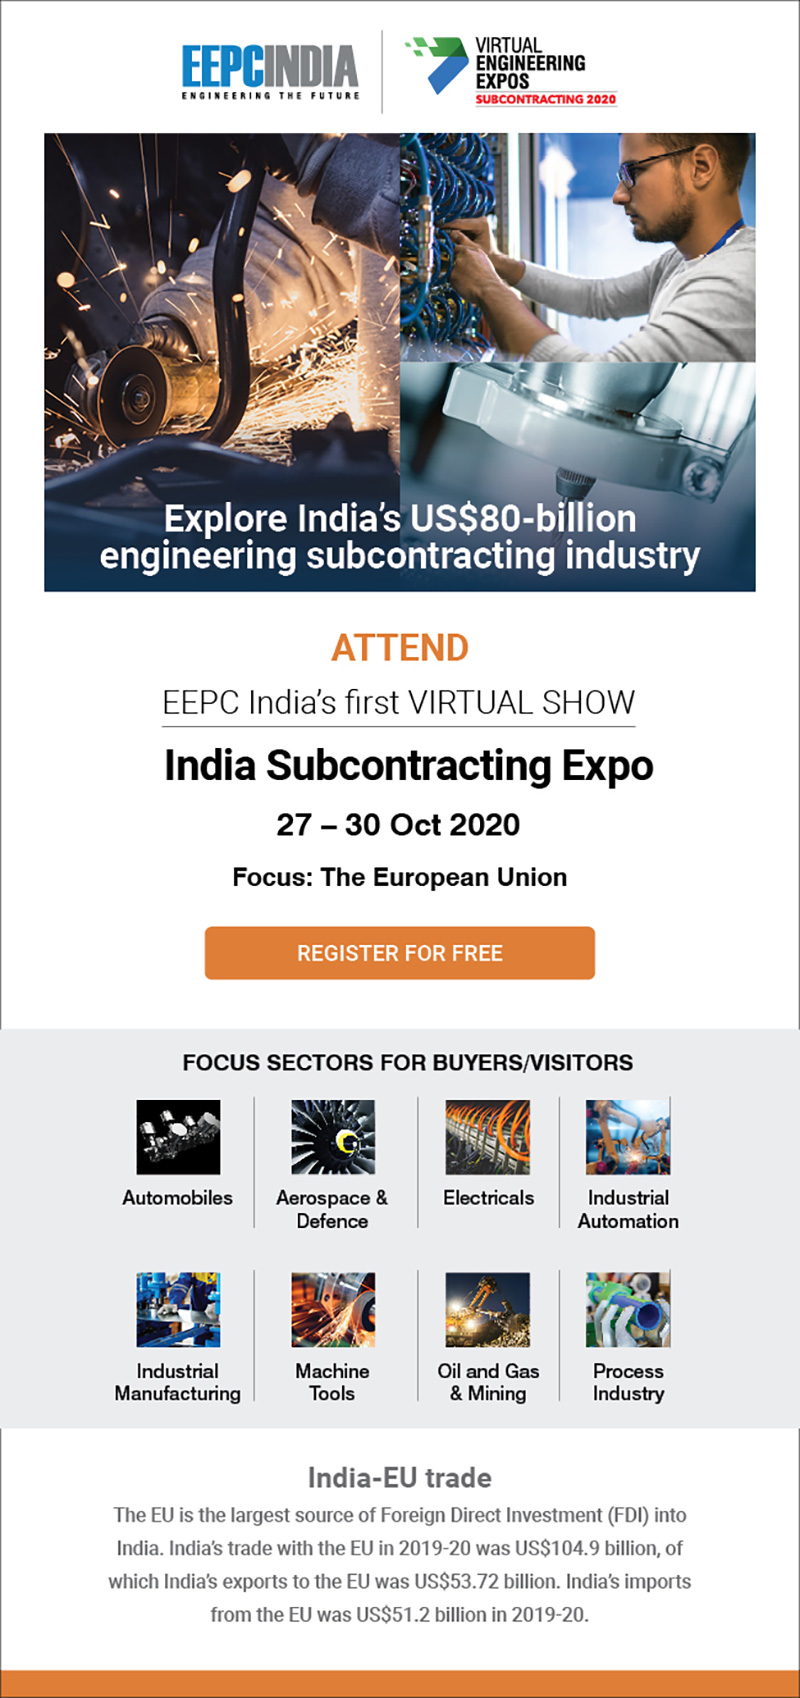 EEPCINDIA
ENGINEERING THE FUTURE
VIRTUAL
ENGINEERING
EXPOS
SUBCONTRACTING 2020
Explore India's US$80-billion
engineering subcontracting industry
ATTEND
EEPC India's first VIRTUAL SHOW
India Subcontracting Expo
27 – 30 Oct 2020
Focus: The European Union
REGISTER FOR FREE
FOCUS SECTORS FOR BUYERS/VISITORS
Automobiles
Aerospace &
Defence
Electricals
Industrial
Automation
Industrial
Manufacturing
Machine
Tools
Oil and Gas
& Mining
Process
Industry
India-EU trade
The EU is the largest source of Foreign Direct Investment (FDI) into
India. India's trade with the EU in 2019-20 was US$104.9 billion, of
which India's exports to the EU was US$53.72 billion. India's imports
from the EU was US$51.2 billion in 2019-20.